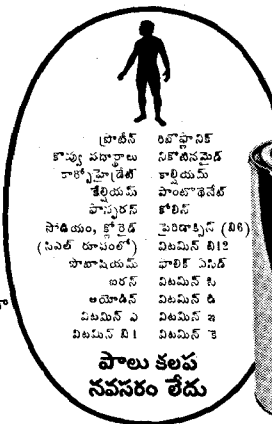 ప్రోటీన్
కొవ్వు పదార్థాలు
కార్బోహైడ్రేట్
కేల్షియమ్
ఫాస్ఫరస్
సోడియం, క్లోరైడ్
(సిఎల్ రూపంలో)
పొటాషియమ్
ఐరన్
అయోడిన్
విటమిన్ ఎ
విటమిన్ బి1
రిబొఫ్లానిక్
నికోటినమైడ్
కాల్షియమ్
పాంటొథెనేట్
కోలిన్
పైరిడాక్సిన్ (బి6)
విటమిన్ బి12
ఫాలిక్ ఏసిడ్
విటమిన్ సి
విటమిన్ డి
విటమిన్ ఇ
విటమిన్ కె
పాలు కలప
నవసరం లేదు